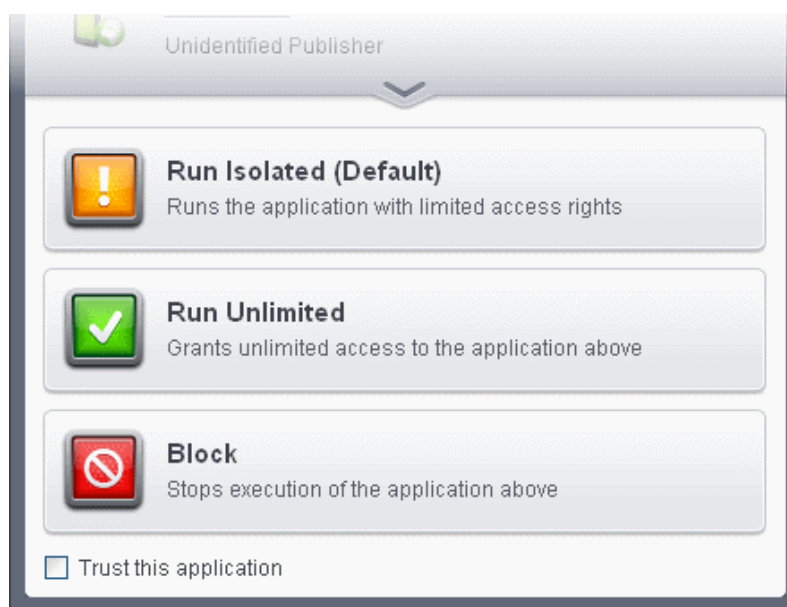 Unidentified Publisher
Run Isolated (Default)
Runs the application with limited access rights
Run Unlimited
Grants unlimited access to the application above
Block
Stops execution of the application above
Trust this application